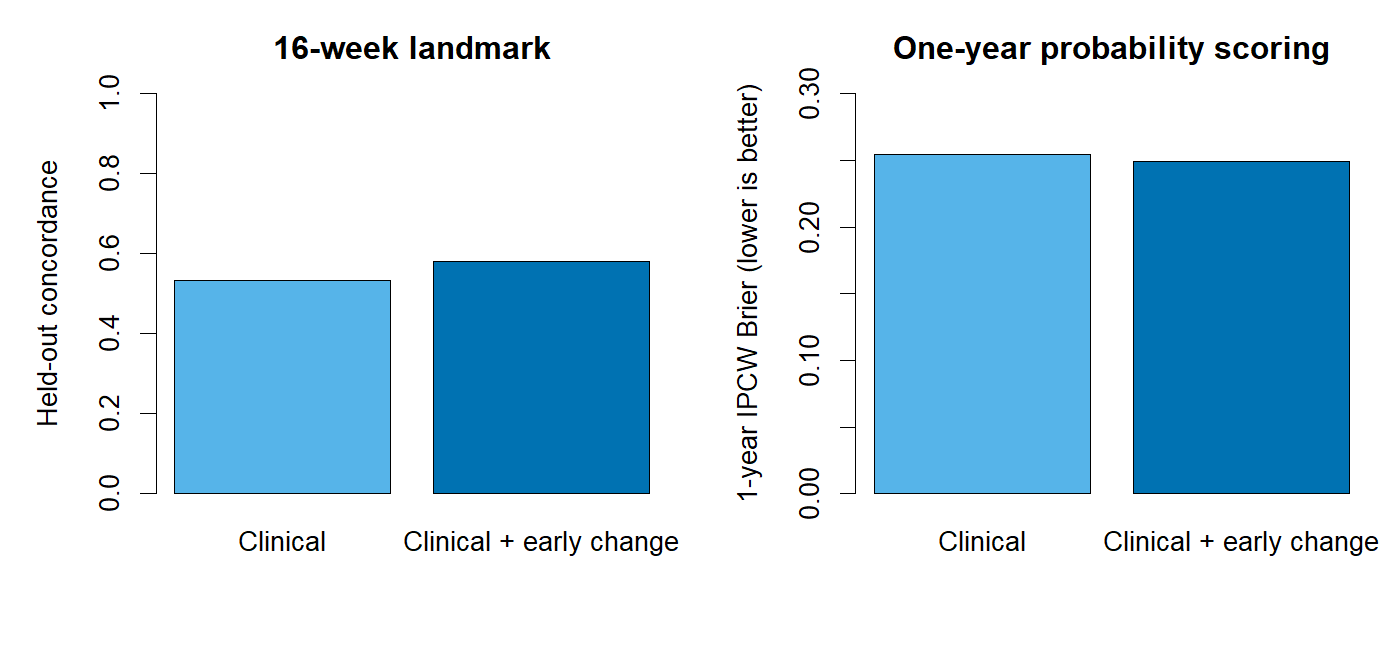 16-week landmark
Held-out concordance
1.0
0.8
0.6
0.4
0.2
0.0
Clinical
Clinical + early change
One-year probability scoring
1-year IPCW Brier (lower is better)
0.30
0.20
0.10
0.00
Clinical
Clinical + early change